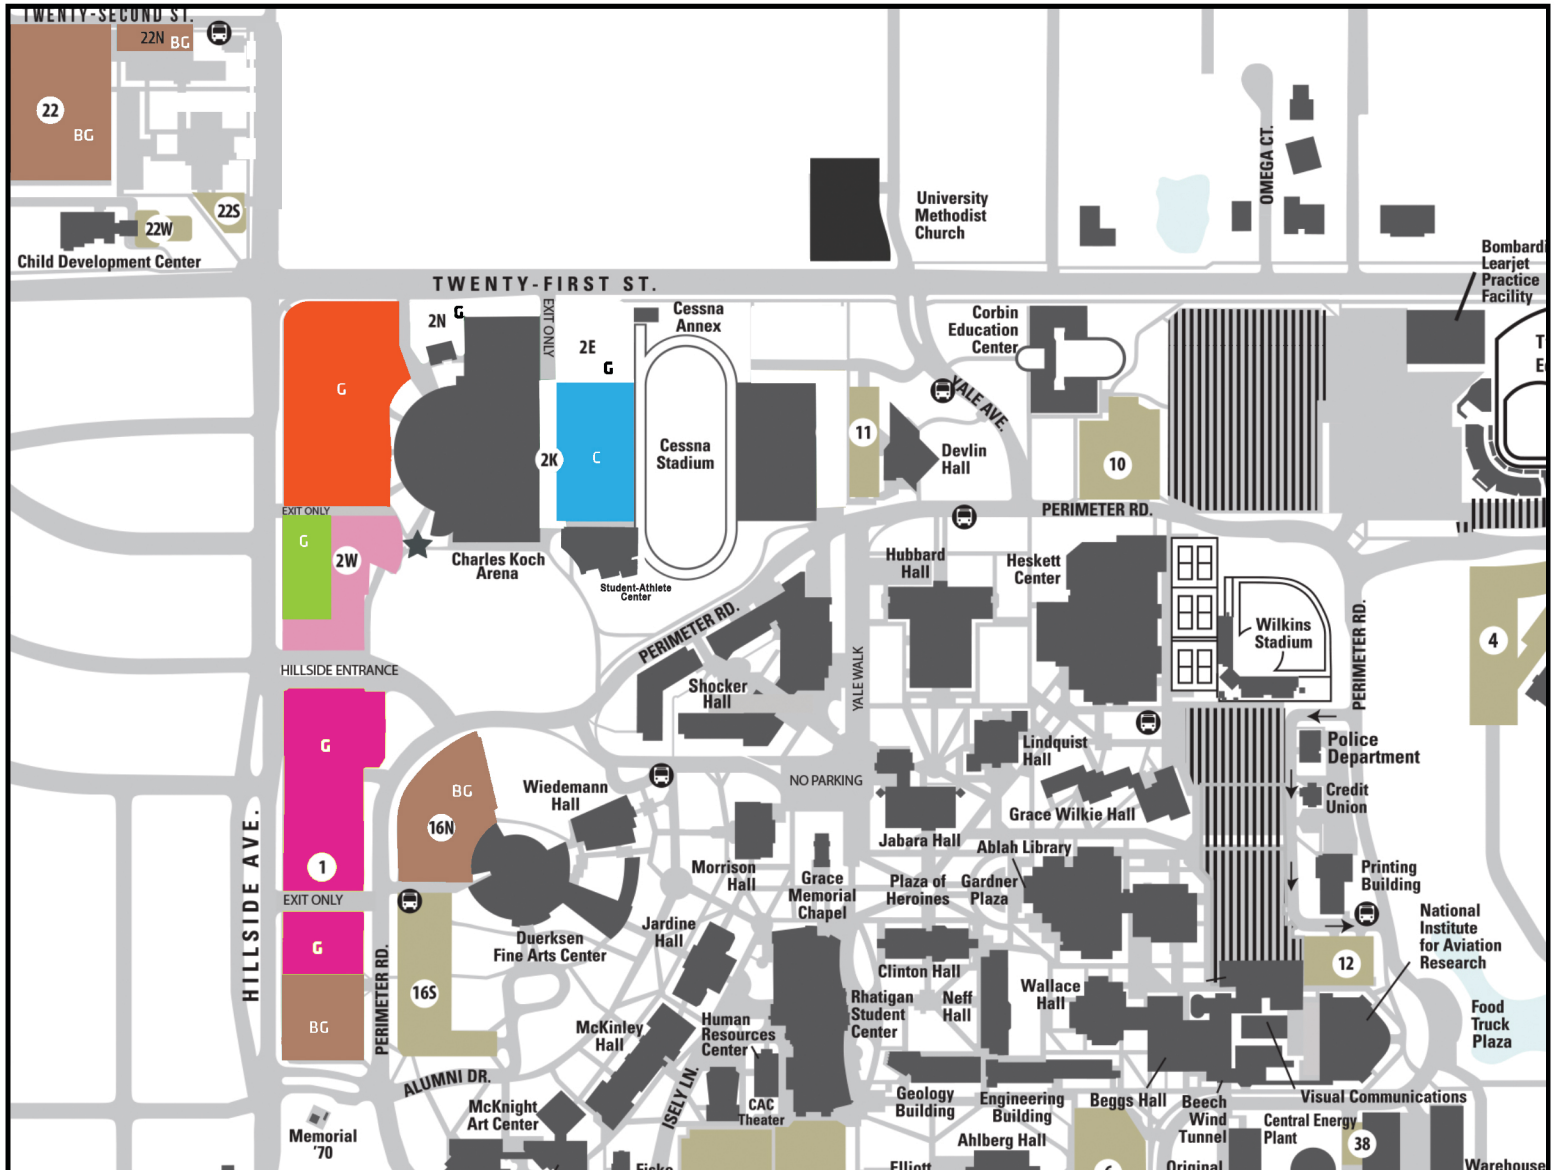 TWENTY-SECOND ST.
22N
BG
22
BG
22S
22W
Child Development Center
University
Methodist
Church
OMEGA CT.
Learjet
Practice
Facility
TWENTY-FIRST ST.
2N
G
EXIT ONLY
2E
G
Cessna
Annex
Corbin
Education
Center
G
YALE AVE.
11
Devlin
Hall
10
2K
C
Cessna
Stadium
EXIT ONLY
G
2W
Charles Koch
Arena
Student-Athlete
Center
PERIMETER RD.
Hubbard
Hall
Heskett
Center
Wilkins
Stadium
PERIMETER RD.
4
PERIMETER RD.
HILLSIDE ENTRANCE
Shocker
Hall
YALE WALK
G
Lindquist
Hall
Police
Department
NO PARKING
Wiedemann
Hall
BG
16N
Grace Wilkie Hall
Credit
Union
Jabara Hall
Ablah Library
HILLSIDE AVE.
1
Morrison
Hall
Grace
Memorial
Chapel
Plaza of
Heroines
Gardner
Plaza
Printing
Building
EXIT ONLY
G
Duerksen
Fine Arts Center
Jardine
Hall
Clinton Hall
National
Institute
for Aviation
Research
12
PERIMETER RD.
16S
BG
McKinley
Hall
Human
Resources
Center
Rhatigan
Student
Center
Neff
Hall
Wallace
Hall
Food
Truck
Plaza
ALUMNI DR.
ISELY LN.
McKnight
Art Center
CAC
Theater
Geology
Building
Engineering
Building
Beggs Hall
Beech
Wind
Tunnel
Visual Communications
Central Energy
Plant
38
Memorial
'70
Ahlberg Hall
Fiske
Elliott
6
Original
Warehouse